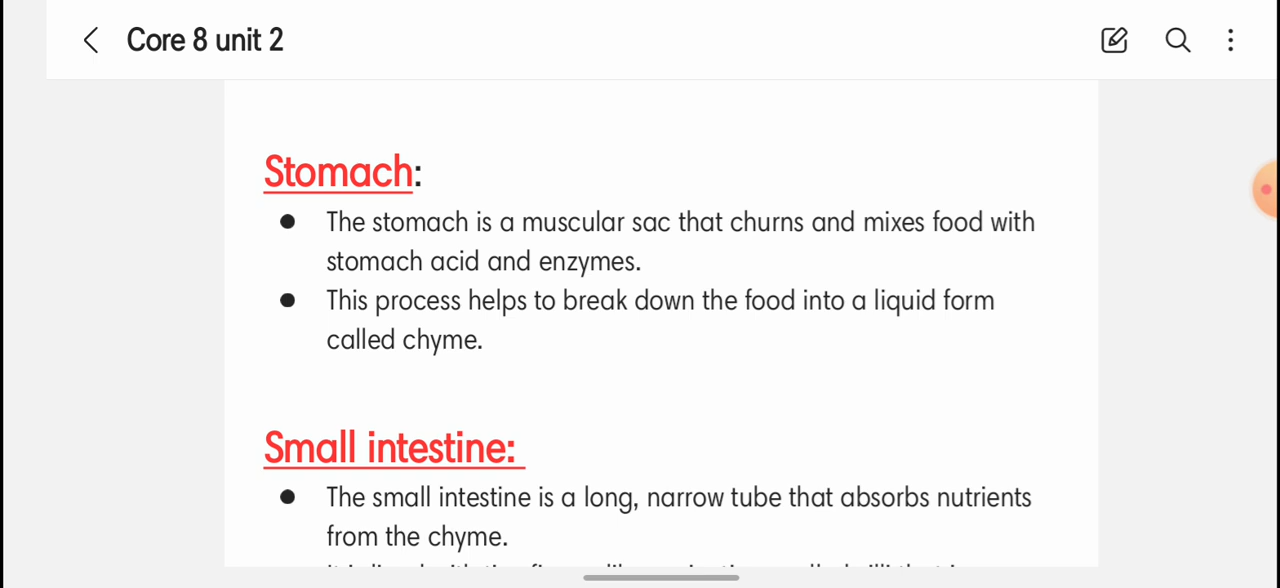 Core 8 unit 2
Stomach:
● The stomach is a muscular sac that churns and mixes food with
stomach acid and enzymes.
● This process helps to break down the food into a liquid form
called chyme.
Small intestine:
● The small intestine is a long, narrow tube that absorbs nutrients
from the chyme.